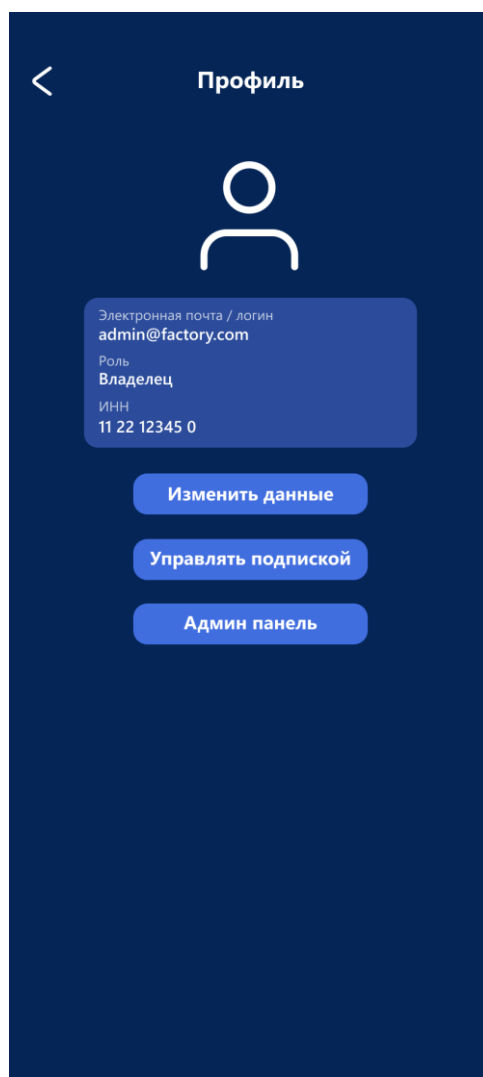 Профиль
Электронная почта / логин
admin@factory.com
Роль
Владелец
ИНН
11 22 12345 0
Изменить данные
Управлять подпиской
Админ панель